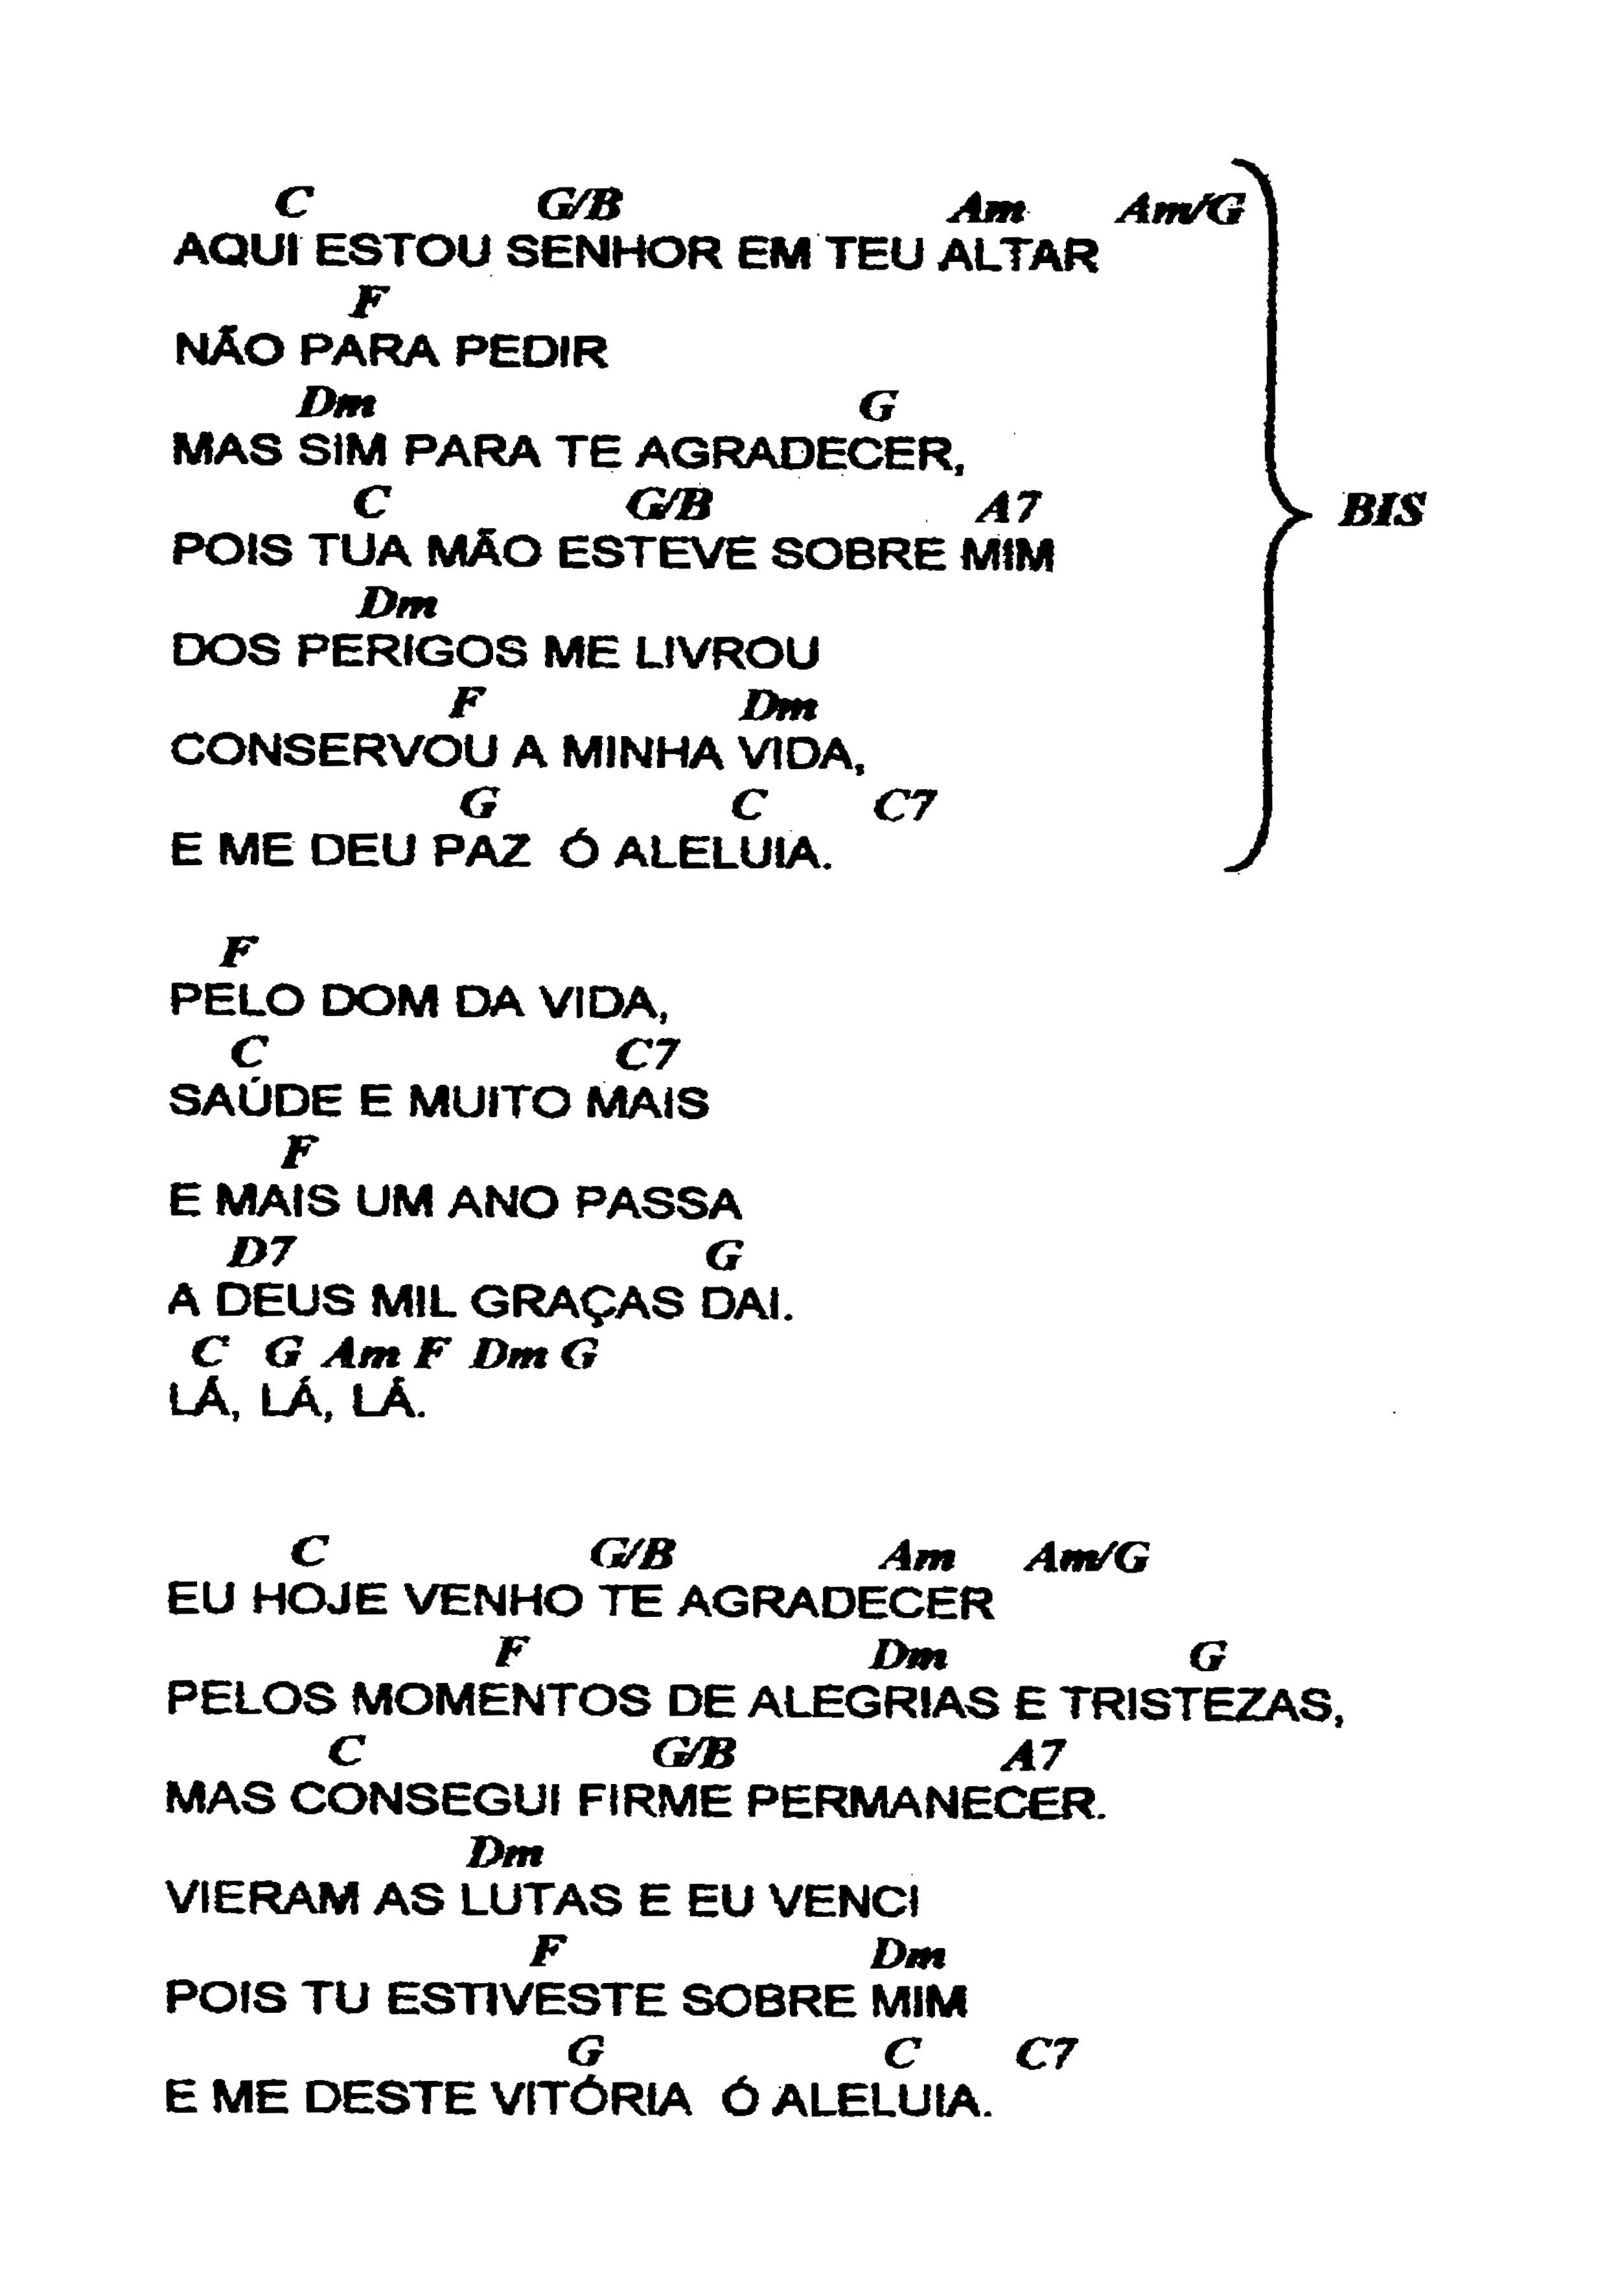 C G/B Am Am/G
AQUI ESTOU SENHOR EM TEU ALTAR
F
NÃO PARA PEDIR
Dm G
MAS SIM PARA TE AGRADECER,
C G/B A7
POIS TUA MÃO ESTEVE SOBRE MIM
BIS
Dm
DOS PERIGOS ME LIVROU
F Dm
CONSERVOU A MINHA VIDA,
G C C7
E ME DEU PAZ Ó ALELUIA.
F
PELO DOM DA VIDA,
C C7
SAÚDE E MUITO MAIS
F
E MAIS UM ANO PASSA
D7 G
A DEUS MIL GRAÇAS DAI.
C G Am F Dm G
LÁ, LÁ, LÁ.
C G/B Am Am/G
EU HOJE VENHO TE AGRADECER
F Dm G
PELOS MOMENTOS DE ALEGRIAS E TRISTEZAS,
C G/B A7
MAS CONSEGUI FIRME PERMANECER.
Dm
VIERAM AS LUTAS E EU VENCI
F Dm
POIS TU ESTIVESTE SOBRE MIM
G C C7
E ME DESTE VITÓRIA Ó ALELUIA.